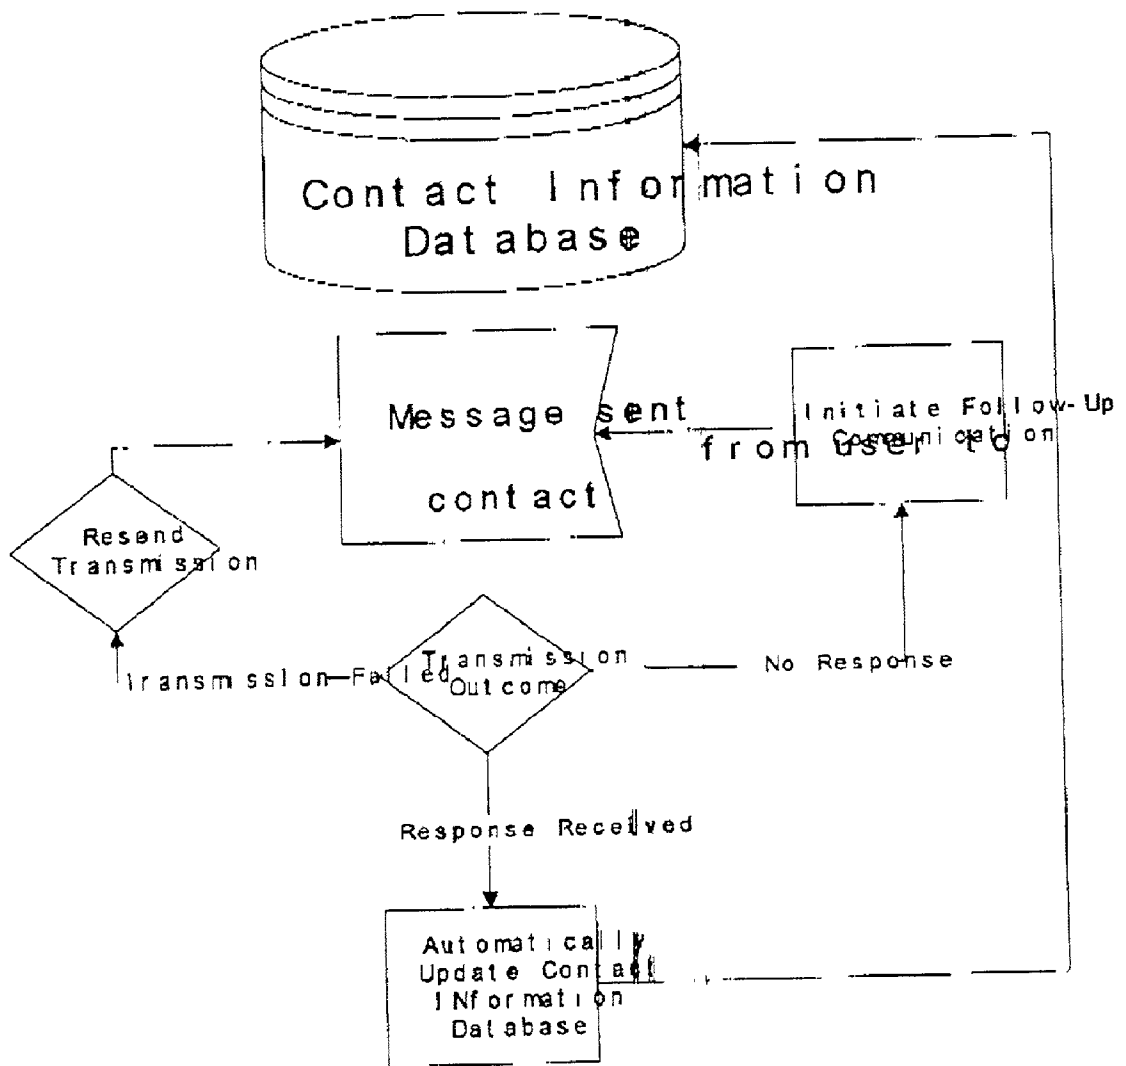 Contact Information
Database
Message sent
from user to
contact
Initiate Follow-Up
Communication
Resend
Transmission
Transmission Failed
Transmission
Outcome
No Response
Response Received
Automatically
Update Contact
INformation
Database